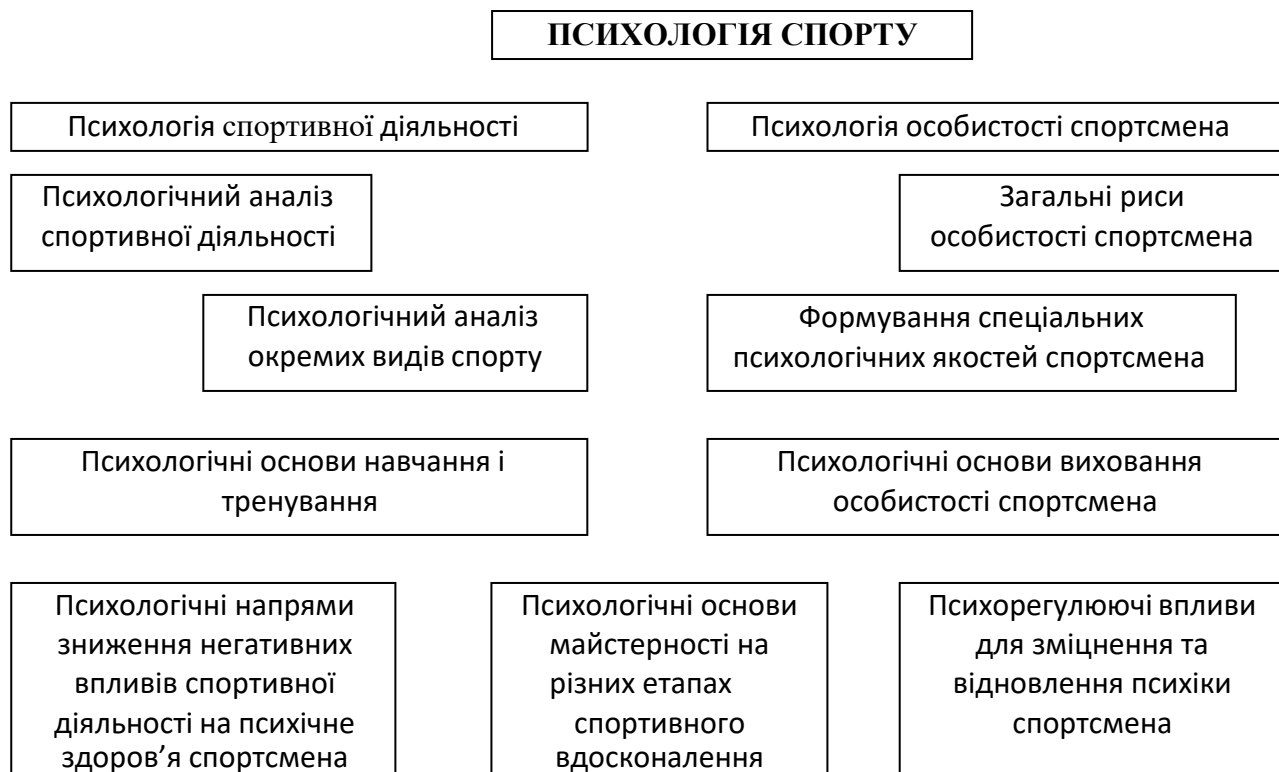 ПСИХОЛОГІЯ СПОРТУ
Психологія спортивної діяльності
Психологія особистості спортсмена
Психологічний аналіз
спортивної діяльності
Загальні риси
особистості спортсмена
Психологічний аналіз
окремих видів спорту
Формування спеціальних
психологічних якостей спортсмена
Психологічні основи навчання і
тренування
Психологічні основи виховання
особистості спортсмена
Психологічні напрями
зниження негативних
впливів спортивної
діяльності на психічне
здоров’я спортсмена
Психологічні основи
майстерності на
різних етапах
спортивного
вдосконалення
Психорегулюючі впливи
для зміцнення та
відновлення психіки
спортсмена